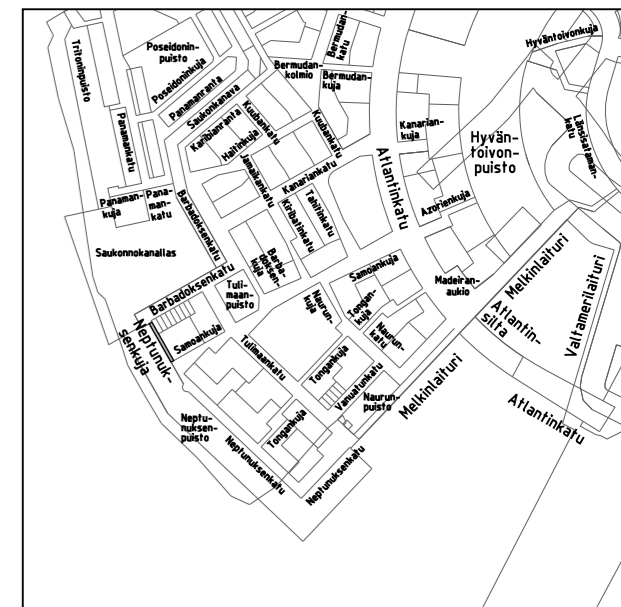 Tritoninpuisto
Poseidonin-
puisto
Poseidoninkuja
Panamanranta
Saukonkanava
Karibianranta
Haitinkuja
Kuubankatu
Bermudan-
katu
Bermudan-
kolmio
Bermudan-
kuja
Kuubankatu
Panamankatu
Panaman-
kuja
Pana-
man-
katu
Barbadoksenkatu
Jamaikankatu
Kanariankatu
Tahitinkatu
Kiribatinkatu
Atlantinkatu
Kanarian-
kuja
Azorienkuja
Hyvän-
toivon-
puisto
Hyväntoivonkuja
Länsisataman-
katu
Saukonnokanallas
Barbadoksenkatu
Tuli-
maan-
puisto
Barba-
doksen-
kuja
Samoankuja
Tongan-
kuja
Naurun-
kuja
Naurun-
katu
Madeiran-
aukio
Melkinlaituri
Atlantin-
silta
Valtamerilaituri
Neptunuk-
senkuja
Samoankuja
Tulimaankatu
Tongankuja
Vanuatunkatu
Naurun-
puisto
Melkinlaituri
Atlantinkatu
Neptu-
nuksen-
puisto
Tongankuja
Neptunuksenkatu
Neptunuksenkatu